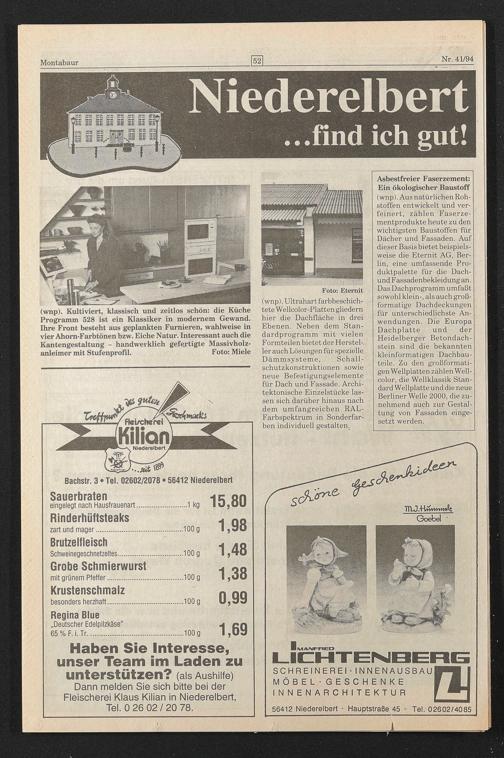 Montabaur
52
Nr. 41/94
Niederelbert
...find ich gut!
(wnp). Kultiviert, klassisch und zeitlos schön: die Küche
Programm 528 ist ein Klassiker in modernem Gewand.
Ihre Front besteht aus geplankten Furnieren, wahlweise in
vier Ahorn-Farbtönen bzw. Eiche Natur. Interessant auch die
Kantengestaltung – handwerklich gefertigte Massivholz-
anleimer mit Stufenprofil.
Foto: Miele
Foto: Eternit
(wnp). Ultrahart farbbeschich-
tete Wellcolor-Platten gliedern
hier die Dachfläche in drei
Ebenen. Neben dem Stan-
dardprogramm mit vielen
Formteilen bietet der Herstel-
ler auch Lösungen für spezielle
Dämmsysteme, Schall-
schutzkonstruktionen sowie
neue Befestigungselemente
für Dach und Fassade. Archi-
tektonische Einzelstücke las-
sen sich darüber hinaus nach
dem umfangreichen RAL-
Farbspektrum in Sonderfar-
ben individuell gestalten.
Asbestfreier Faserzement:
Ein ökologischer Baustoff
(wnp). Aus natürlichen Roh-
stoffen entwickelt und ver-
feinert, zählen Faserze-
mentprodukte heute zu den
wichtigsten Baustoffen für
Dächer und Fassaden. Auf
dieser Basis bietet beispiels-
weise die Eternit AG, Ber-
lin, eine umfassende Pro-
duktpalette für die Dach-
und Fassadenbekleidung an.
Das Dachprogramm umfaßt
sowohl klein-, als auch groß-
formatige Dachdeckungen
für unterschiedlichste An-
wendungen. Die Europa
Dachplatte und der
Heidelberger Betondach-
stein sind die bekannten
kleinformatigen Dachbau-
teile. Zu den großformati-
gen Wellplatten zählen Well-
color, die Wellklassik Stan-
dard Wellplatte und die neue
Berliner Welle 2000, die zu-
nehmend auch zur Gestal-
tung von Fassaden einge-
setzt werden.
Treffpunkt des guten Geschmacks
Fleischerei
Kilian
Niederelbert
...seit 1899
Bachstr. 3 • Tel. 02602/2078 • 56412 Niederelbert
Sauerbraten
eingelegt nach Hausfrauenart ... 1 kg 15,80
Rinderhüftsteaks
zart und mager ... 100 g 1,98
Brutzelfleisch
Schweinegeschnetzeltes ... 100 g 1,48
Grobe Schmierwurst
mit grünem Pfeffer ... 100 g 1,38
Krustenschmalz
besonders herzhaft ... 100 g 0,99
Regina Blue
„Deutscher Edelpilzkäse"
65 % F. i. Tr. ... 100 g 1,69
Haben Sie Interesse,
unser Team im Laden zu
unterstützen? (als Aushilfe)
Dann melden Sie sich bitte bei der
Fleischerei Klaus Kilian in Niederelbert,
Tel. 0 26 02 / 20 78.
schöne Geschenkideen
M.J. Hummel
Goebel
MANFRED
LICHTENBERG
SCHREINEREI · INNENAUSBAU
MÖBEL · GESCHENKE
INNENARCHITEKTUR
56412 Niederelbert · Hauptstraße 45 · Tel. 02602/4085